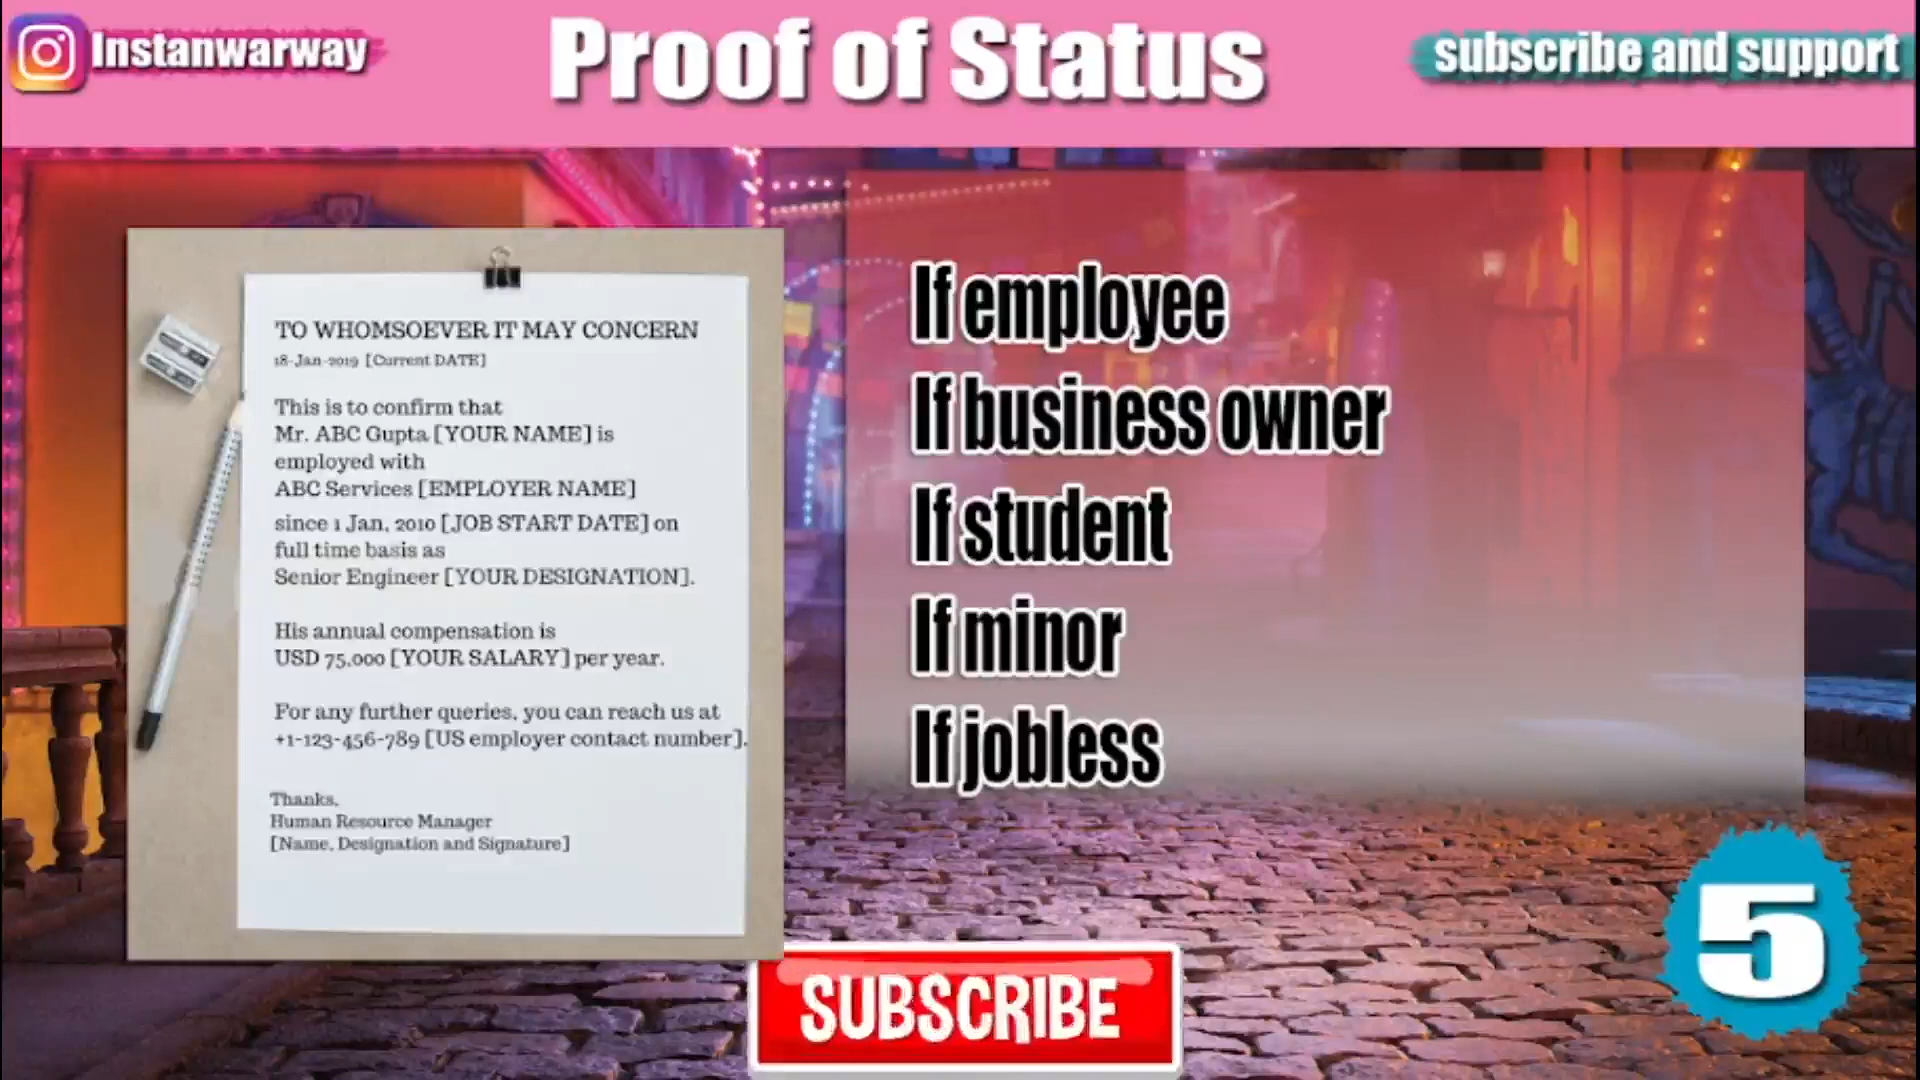 Instanwarway
Proof of Status
subscribe and support
TO WHOMSOEVER IT MAY CONCERN
18-Jan-2019 [Current DATE]
This is to confirm that
Mr. ABC Gupta [YOUR NAME] is
employed with
ABC Services [EMPLOYER NAME]
since 1 Jan, 2010 [JOB START DATE] on
full time basis as
Senior Engineer [YOUR DESIGNATION].
His annual compensation is
USD 75,000 [YOUR SALARY] per year.
For any further queries, you can reach us at
+1-123-456-789 [US employer contact number].
Thanks,
Human Resource Manager
[Name, Designation and Signature]
If employee
If business owner
If student
If minor
If jobless
5
SUBSCRIBE